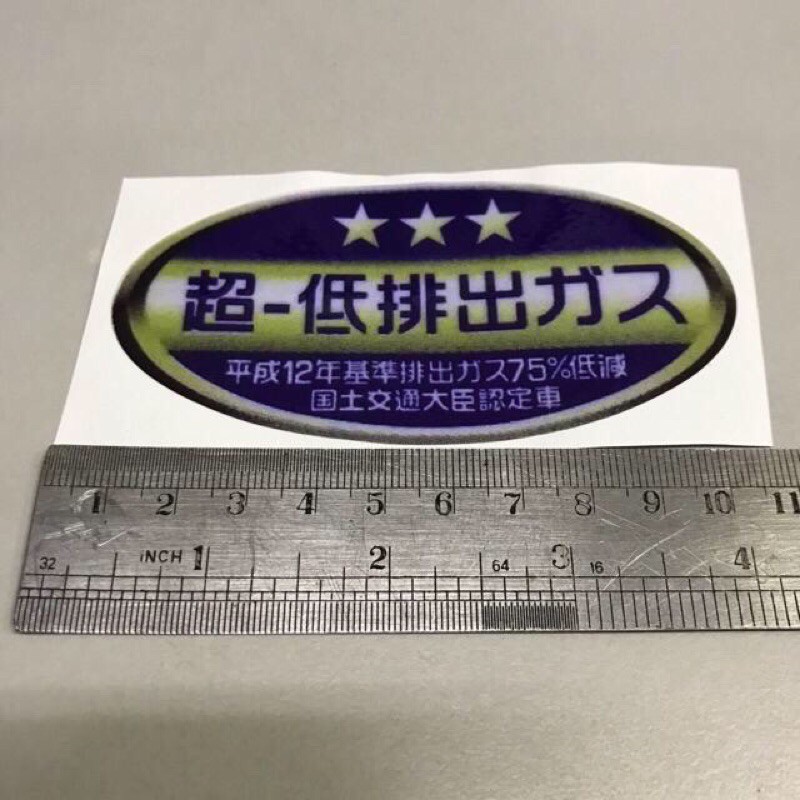 ★★★
超-低排出ガス
平成12年基準排出ガス75%低減
国土交通大臣認定車
1 2 3 4 5 6 7 8 9 10 11
32 INCH 1 2 64 3 16 4